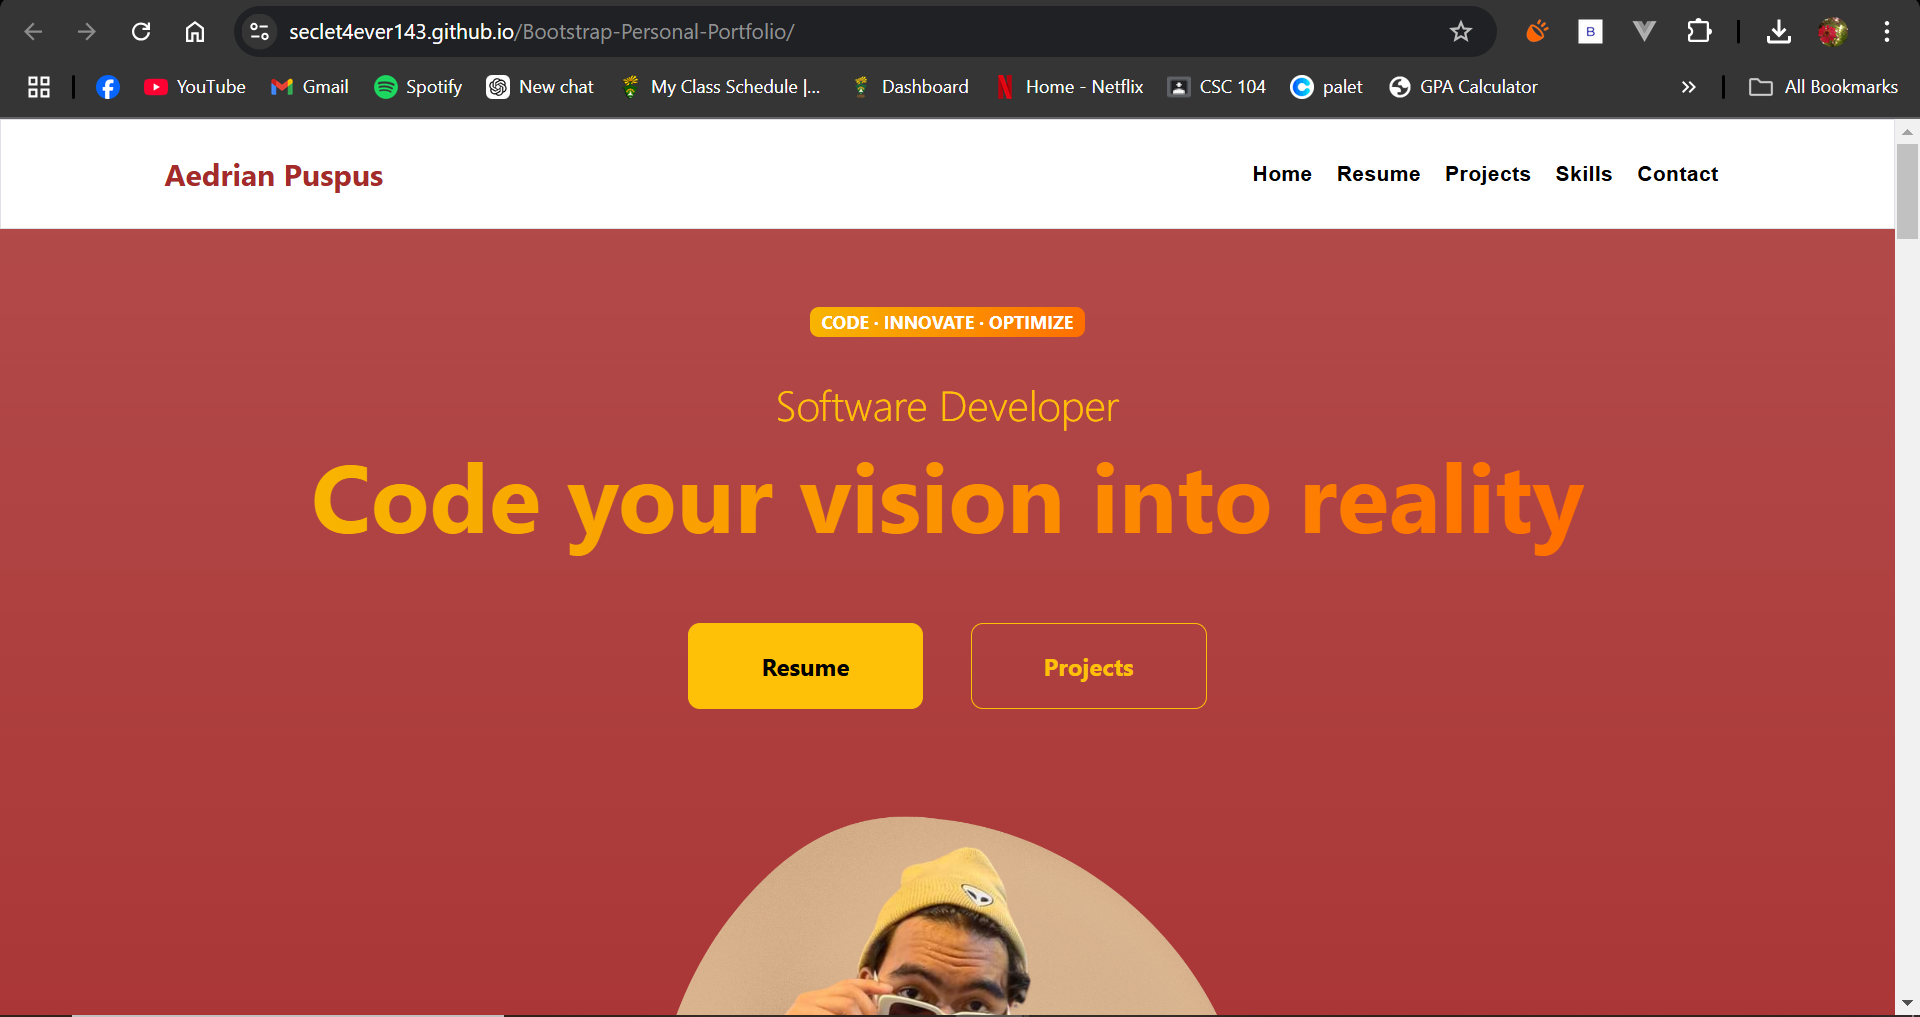 seclet4ever143.github.io/Bootstrap-Personal-Portfolio/
B
YouTube
Gmail
Spotify
New chat
My Class Schedule |...
Dashboard
Home - Netflix
CSC 104
palet
GPA Calculator
All Bookmarks
Aedrian Puspus
Home
Resume
Projects
Skills
Contact
CODE · INNOVATE · OPTIMIZE
Software Developer
Code your vision into reality
Resume
Projects